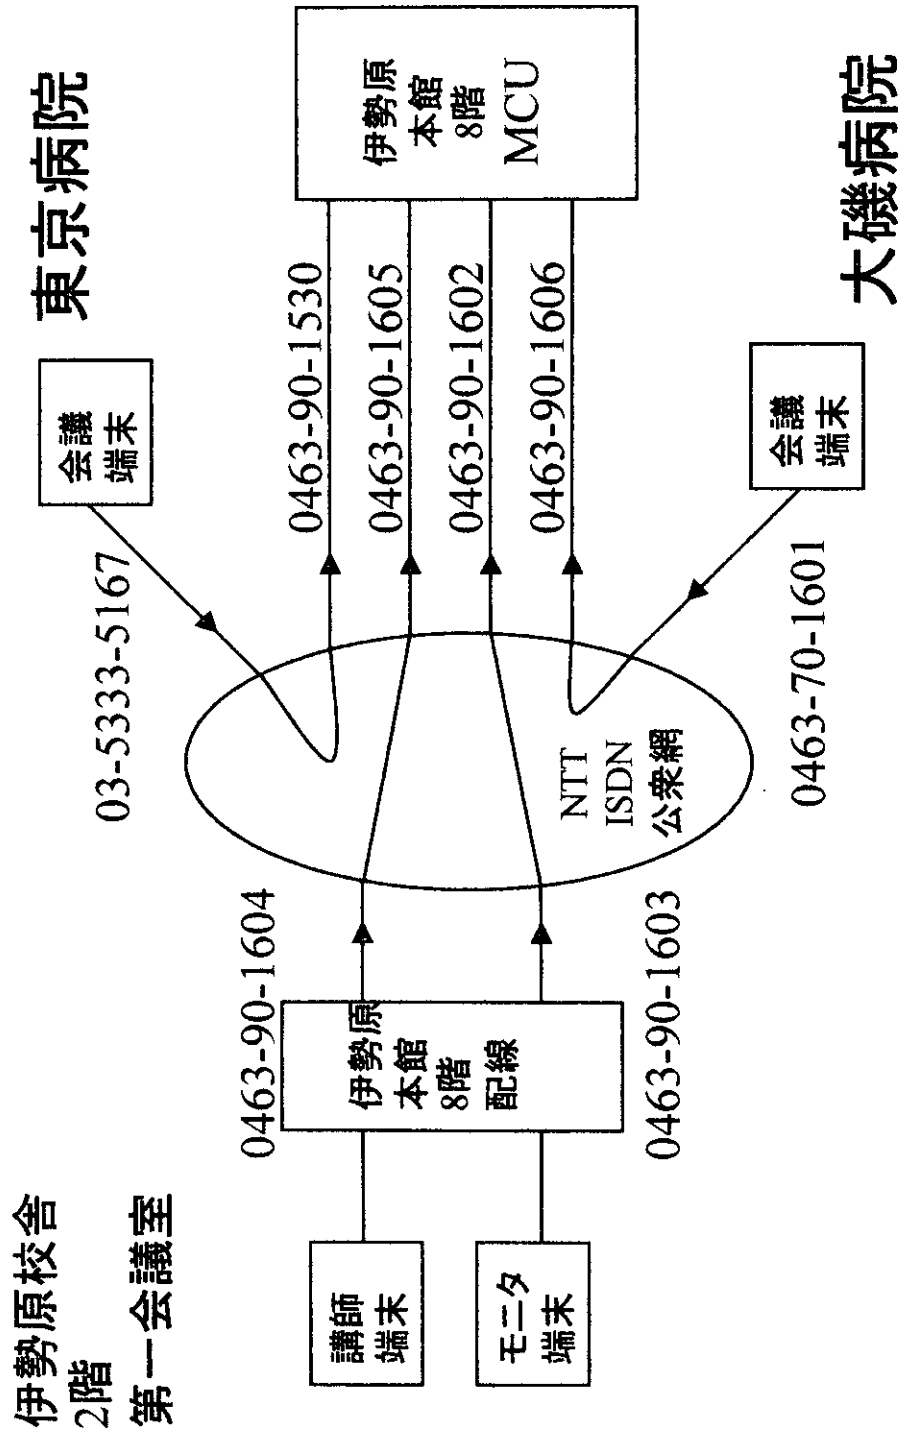 伊勢原校舎
2階
第一会議室
講師
端末
モニタ
端末
0463-90-1604
伊勢原
本館
8階
配線
0463-90-1603
03-5333-5167
NTT
ISDN
公衆網
0463-70-1601
東京病院
会議
端末
0463-90-1530
0463-90-1605
0463-90-1602
0463-90-1606
伊勢原
本館
8階
MCU
会議
端末
大磯病院